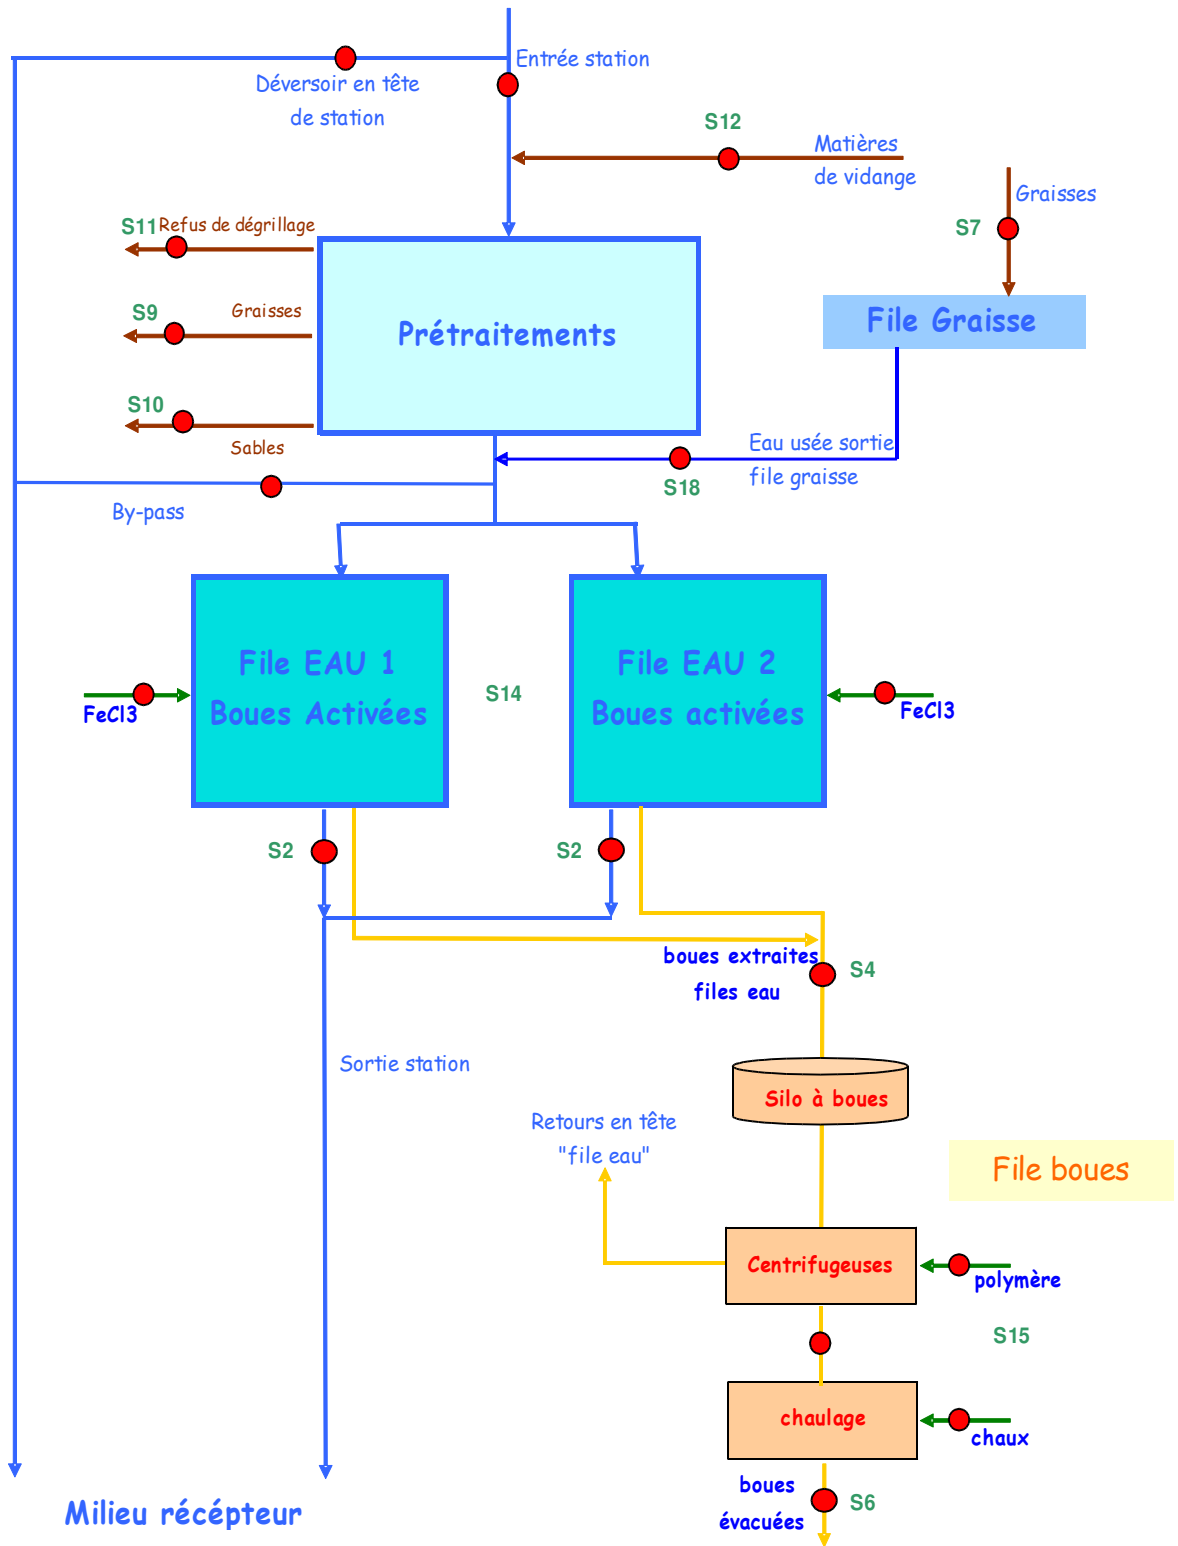 Entrée station
Déversoir en tête
de station
S12
Matières
de vidange
Graisses
S7
S11
Refus de dégrillage
S9
Graisses
File Graisse
Prétraitements
S10
Sables
Eau usée sortie
file graisse
S18
By-pass
File EAU 1
Boues Activées
File EAU 2
Boues activées
S14
FeCl3
FeCl3
S2
S2
boues extraites
files eau
S4
Sortie station
Silo à boues
Retours en tête
"file eau"
File boues
Centrifugeuses
polymère
S15
chaulage
chaux
boues
évacuées
S6
Milieu récépteur